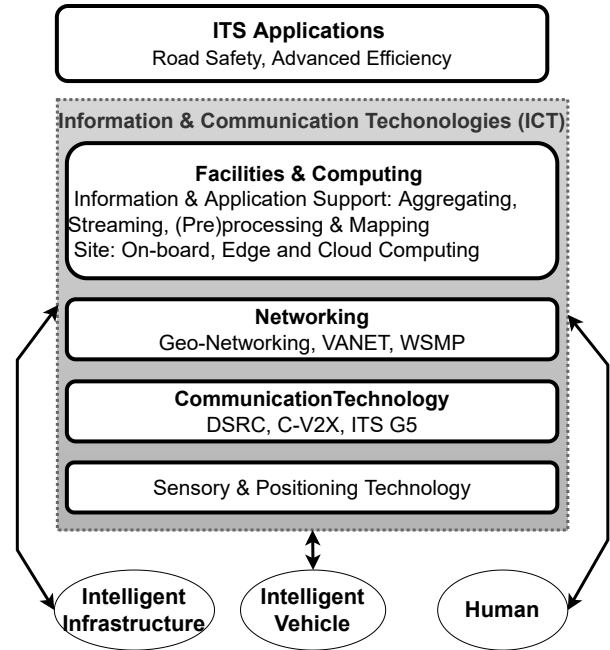 ITS Applications
Road Safety, Advanced Efficiency
Information & Communication Techonologies (ICT)
Facilities & Computing
Information & Application Support: Aggregating,
Streaming, (Pre)processing & Mapping
Site: On-board, Edge and Cloud Computing
Networking
Geo-Networking, VANET, WSMP
CommunicationTechnology
DSRC, C-V2X, ITS G5
Sensory & Positioning Technology
Intelligent
Infrastructure
Intelligent
Vehicle
Human